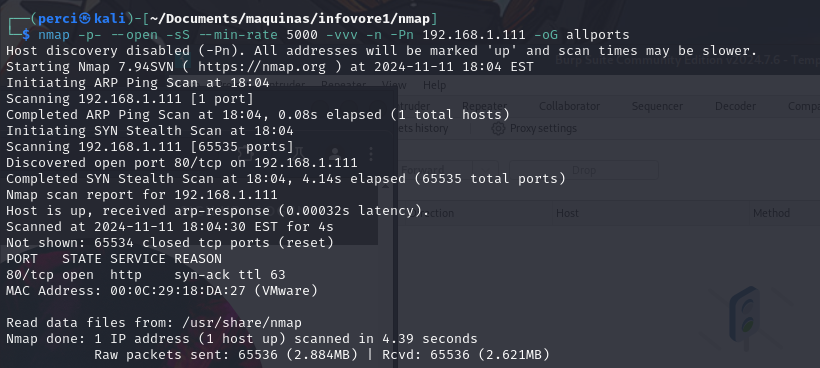 ┌──(perci㉿kali)-[~/Documents/maquinas/infovore1/nmap]
└─$ nmap -p- --open -sS --min-rate 5000 -vvv -n -Pn 192.168.1.111 -oG allports
Host discovery disabled (-Pn). All addresses will be marked 'up' and scan times may be slower.
Starting Nmap 7.94SVN ( https://nmap.org ) at 2024-11-11 18:04 EST
Initiating ARP Ping Scan at 18:04
Scanning 192.168.1.111 [1 port]
Completed ARP Ping Scan at 18:04, 0.08s elapsed (1 total hosts)
Initiating SYN Stealth Scan at 18:04
Scanning 192.168.1.111 [65535 ports]
Discovered open port 80/tcp on 192.168.1.111
Completed SYN Stealth Scan at 18:04, 4.14s elapsed (65535 total ports)
Nmap scan report for 192.168.1.111
Host is up, received arp-response (0.00032s latency).
Scanned at 2024-11-11 18:04:30 EST for 4s
Not shown: 65534 closed tcp ports (reset)
PORT   STATE SERVICE REASON
80/tcp open  http    syn-ack ttl 63
MAC Address: 00:0C:29:18:DA:27 (VMware)
Read data files from: /usr/share/nmap
Nmap done: 1 IP address (1 host up) scanned in 4.39 seconds
Raw packets sent: 65536 (2.884MB) | Rcvd: 65536 (2.621MB)
Burp Suite Community Edition v2024.7.6
View Help
Repeater Collaborator Sequencer Decoder
history Proxy settings
Drop
Host Method